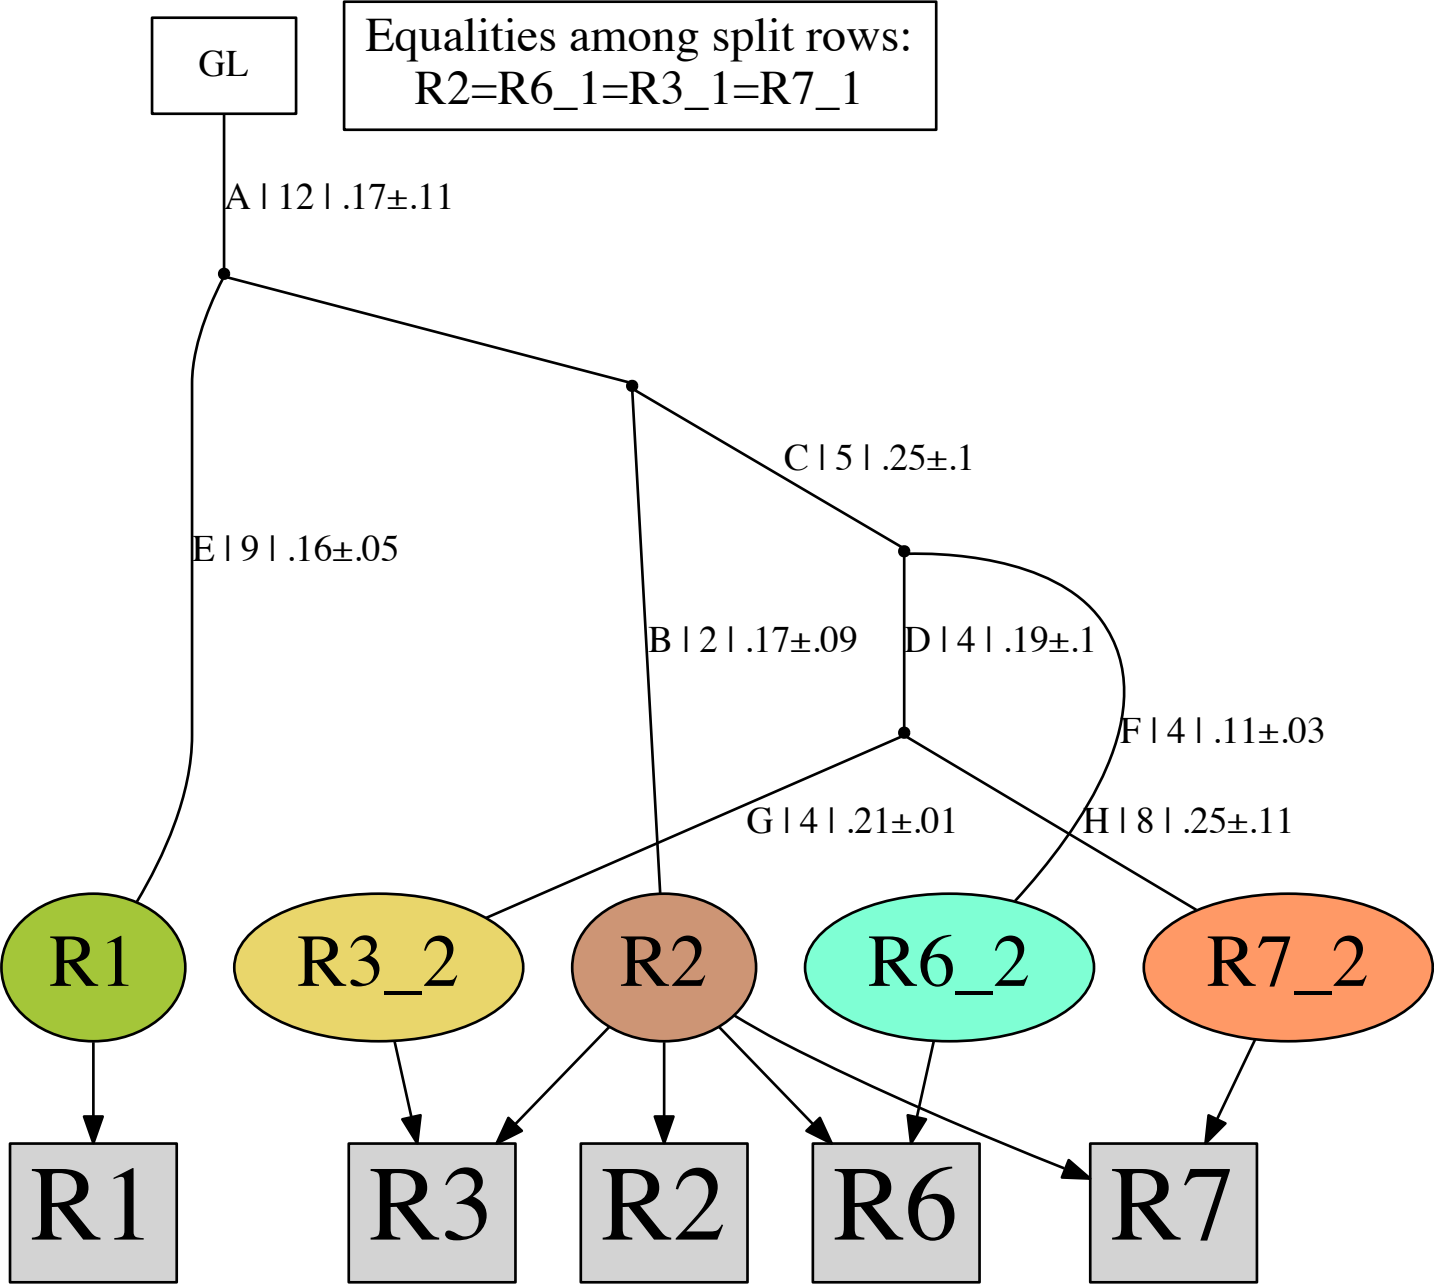 GL
Equalities among split rows:
R2=R6_1=R3_1=R7_1
A | 12 | .17±.11
C | 5 | .25±.1
E | 9 | .16±.05
B | 2 | .17±.09
D | 4 | .19±.1
F | 4 | .11±.03
G | 4 | .21±.01
H | 8 | .25±.11
R1
R3_2
R2
R6_2
R7_2
R1
R3
R2
R6
R7